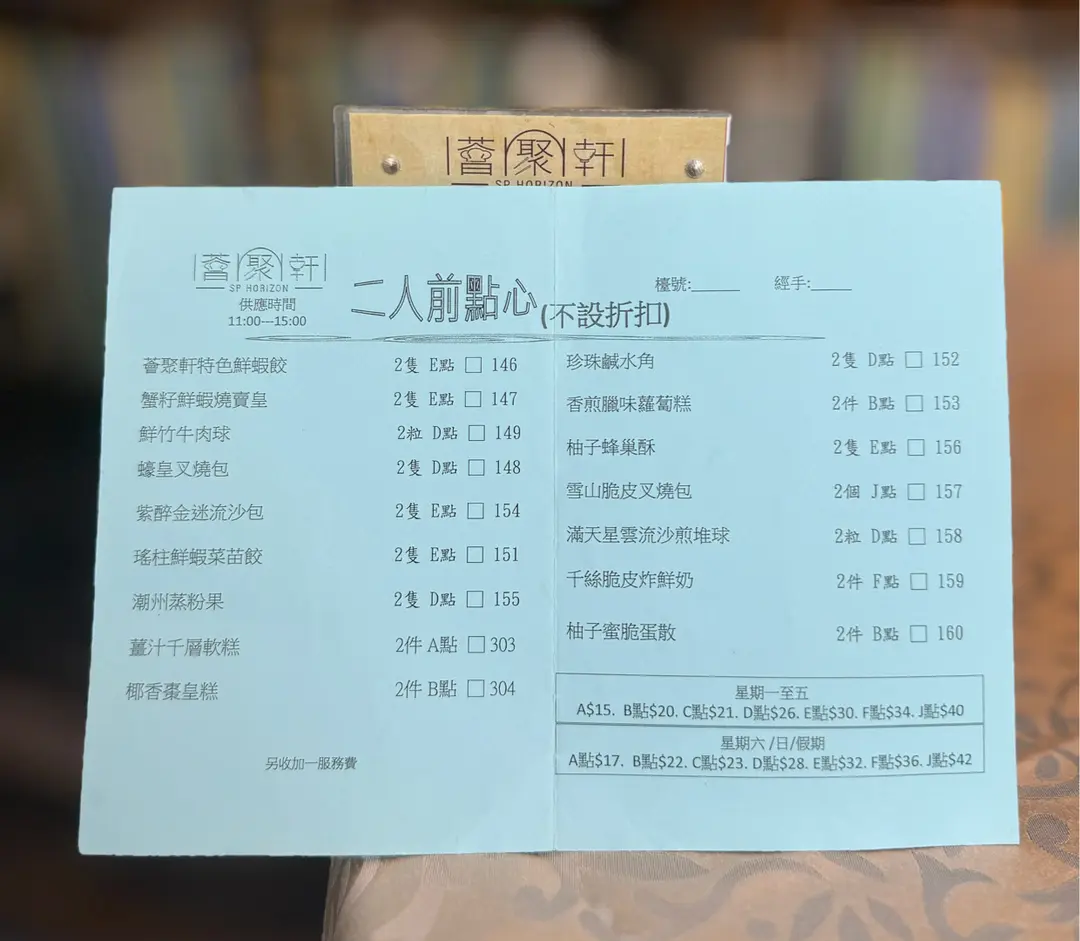 薈聚軒
SP HORIZON
薈聚軒
SP HORIZON
供應時間
11:00---15:00
二人前點心(不設折扣)
檯號:______ 經手:_____
薈聚軒特色鮮蝦餃 2隻 E點 □ 146
蟹籽鮮蝦燒賣皇 2隻 E點 □ 147
鮮竹牛肉球 2粒 D點 □ 149
蠔皇叉燒包 2隻 D點 □ 148
紫醉金迷流沙包 2隻 E點 □ 154
瑤柱鮮蝦菜苗餃 2隻 E點 □ 151
潮州蒸粉果 2隻 D點 □ 155
薑汁千層軟糕 2件 A點 □ 303
椰香棗皇糕 2件 B點 □ 304
另收加一服務費
珍珠鹹水角 2隻 D點 □ 152
香煎臘味蘿蔔糕 2件 B點 □ 153
柚子蜂巢酥 2隻 E點 □ 156
雪山脆皮叉燒包 2個 J點 □ 157
滿天星雲流沙煎堆球 2粒 D點 □ 158
千絲脆皮炸鮮奶 2件 F點 □ 159
柚子蜜脆蛋散 2件 B點 □ 160
星期一至五
A$15. B點$20. C點$21. D點$26. E點$30. F點$34. J點$40
星期六 /日/假期
A點$17. B點$22. C點$23. D點$28. E點$32. F點$36. J點$42